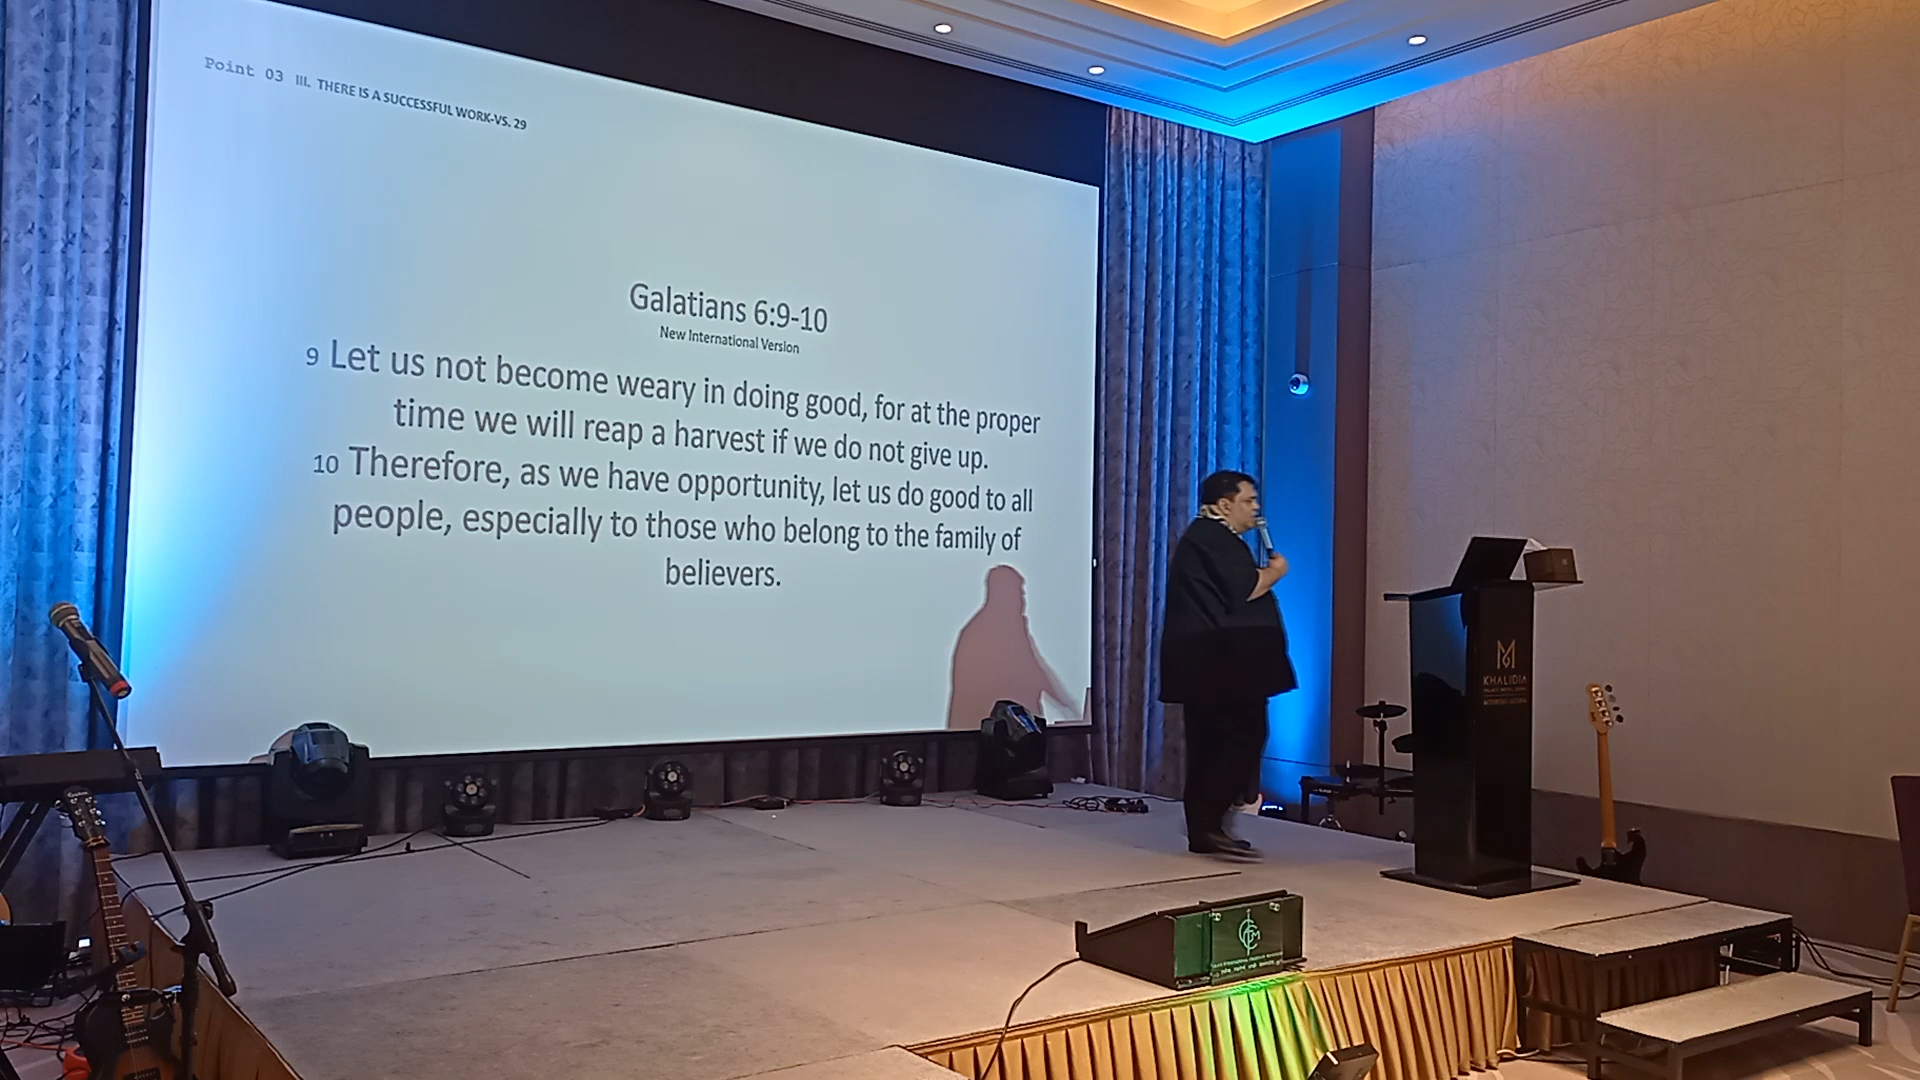 Point 03 III. THERE IS A SUCCESSFUL WORK-VS. 29
Galatians 6:9-10
New International Version
9 Let us not become weary in doing good, for at the proper
time we will reap a harvest if we do not give up.
10 Therefore, as we have opportunity, let us do good to all
people, especially to those who belong to the family of
believers.
KHALIDIA